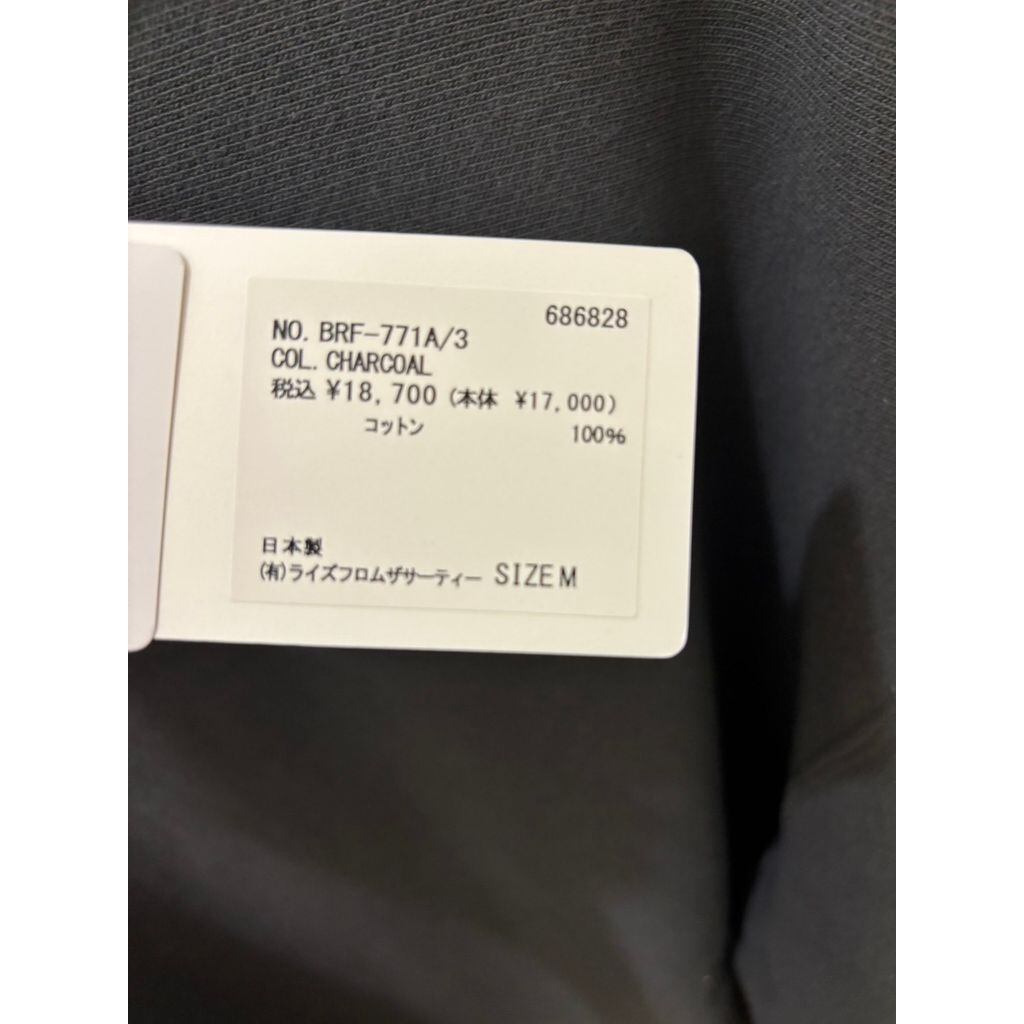 686828
NO. BRF-771A/3
COL. CHARCOAL
税込 ¥18,700 (本体 ¥17,000)
コットン 100%
日本製
(有)ライズフロムザサーティー SIZE M